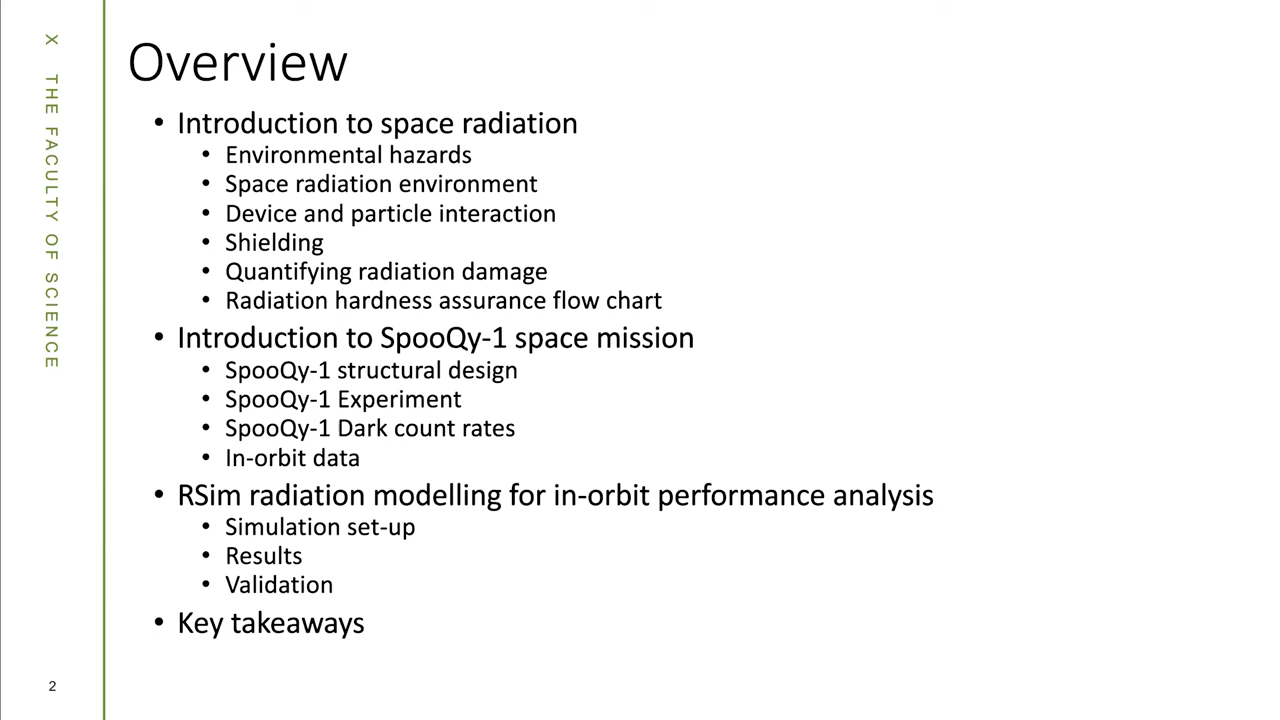 X THE FACULTY OF SCIENCE
Overview
• Introduction to space radiation
• Environmental hazards
• Space radiation environment
• Device and particle interaction
• Shielding
• Quantifying radiation damage
• Radiation hardness assurance flow chart
• Introduction to SpooQy-1 space mission
• SpooQy-1 structural design
• SpooQy-1 Experiment
• SpooQy-1 Dark count rates
• In-orbit data
• RSim radiation modelling for in-orbit performance analysis
• Simulation set-up
• Results
• Validation
• Key takeaways
2